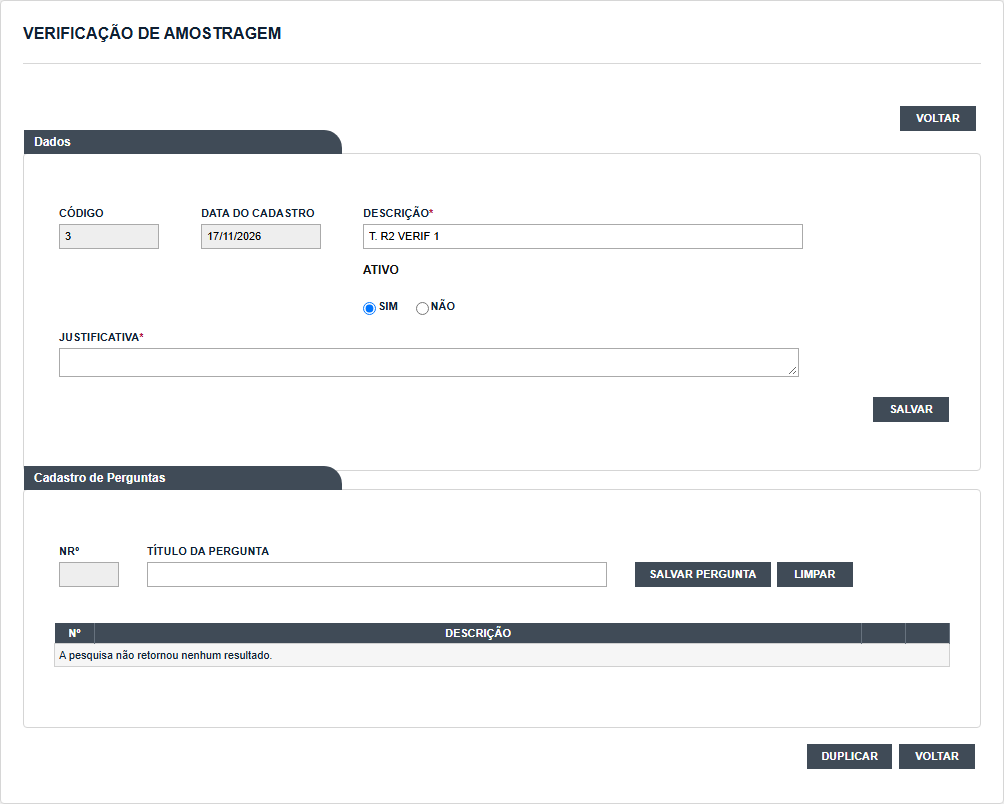 VERIFICAÇÃO DE AMOSTRAGEM
VOLTAR
Dados
CÓDIGO DATA DO CADASTRO DESCRIÇÃO*
3 17/11/2026 T. R2 VERIF 1
ATIVO
SIM NÃO
JUSTIFICATIVA*
SALVAR
Cadastro de Perguntas
NRº TÍTULO DA PERGUNTA
SALVAR PERGUNTA LIMPAR
Nº DESCRIÇÃO
A pesquisa não retornou nenhum resultado.
DUPLICAR VOLTAR